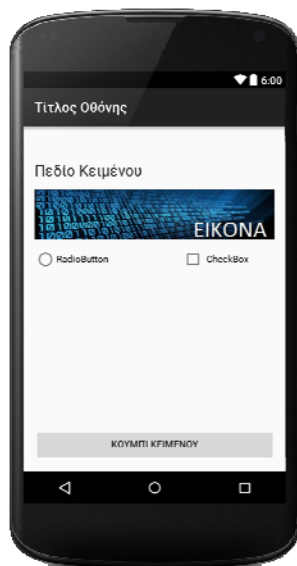 6:00
Τίτλος Οθόνης
Πεδίο Κειμένου
ΕΙΚΟΝΑ
RadioButton
CheckBox
ΚΟΥΜΠΙ ΚΕΙΜΕΝΟΥ